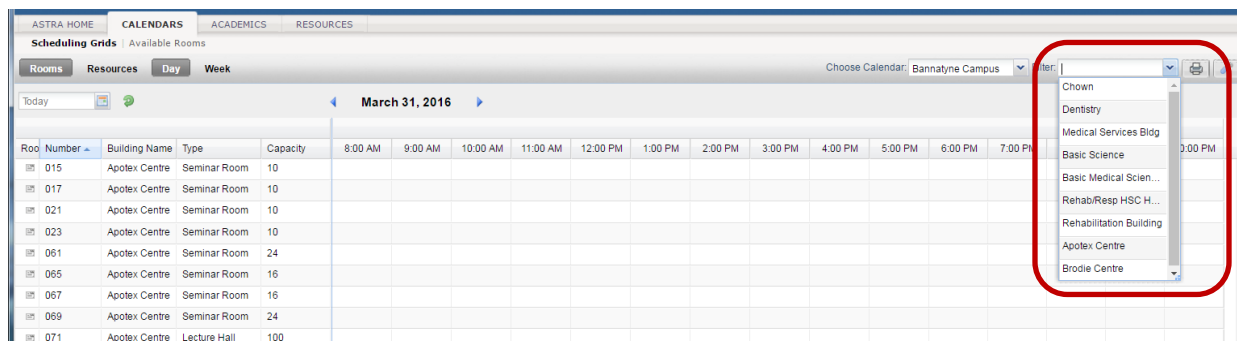 ASTRA HOME CALENDARS ACADEMICS RESOURCES
Scheduling Grids | Available Rooms
Rooms Resources Day Week Choose Calendar: Bannatyne Campus Filter:
Today March 31, 2016
Roo Number Building Name Type Capacity 8:00 AM 9:00 AM 10:00 AM 11:00 AM 12:00 PM 1:00 PM 2:00 PM 3:00 PM 4:00 PM 5:00 PM 6:00 PM 7:00 PM 0:00 PM
015 Apotex Centre Seminar Room 10
017 Apotex Centre Seminar Room 10
021 Apotex Centre Seminar Room 10
023 Apotex Centre Seminar Room 10
061 Apotex Centre Seminar Room 24
065 Apotex Centre Seminar Room 16
067 Apotex Centre Seminar Room 16
069 Apotex Centre Seminar Room 24
071 Apotex Centre Lecture Hall 100
Chown
Dentistry
Medical Services Bldg
Basic Science
Basic Medical Scien...
Rehab/Resp HSC H...
Rehabilitation Building
Apotex Centre
Brodie Centre